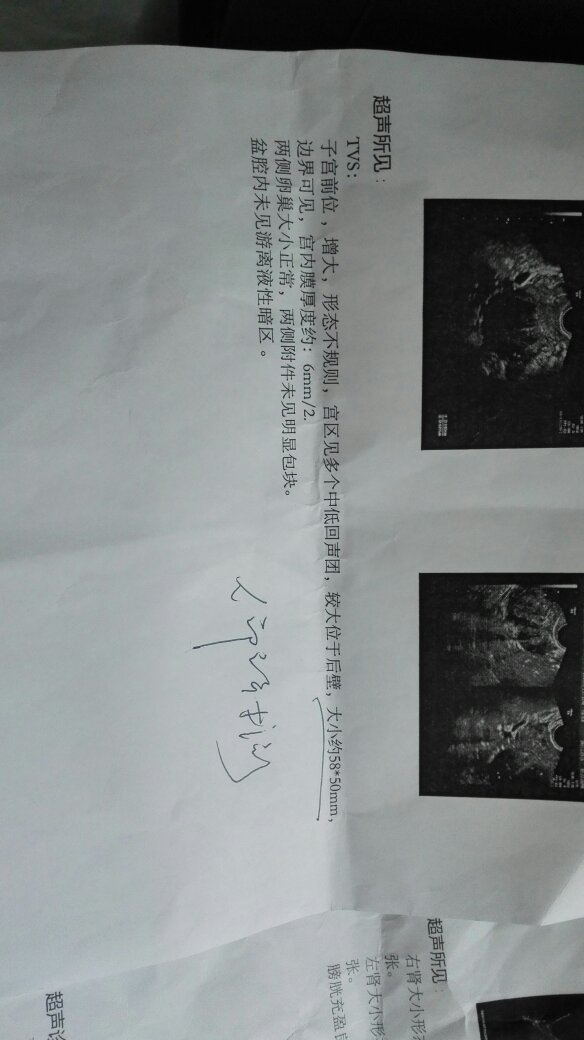 超声所见：
TVS：
子宫前位，增大，形态不规则，宫区见多个中低回声团，较大位于后壁，大小约58*50mm，
边界可见，宫内膜厚度约：6mm/2.
两侧卵巢大小正常，两侧附件未见明显包块。
盆腔内未见游离液性暗区。
超声所见：
右肾大小形态
张。
左肾大小形
张。
膀胱充盈
超声